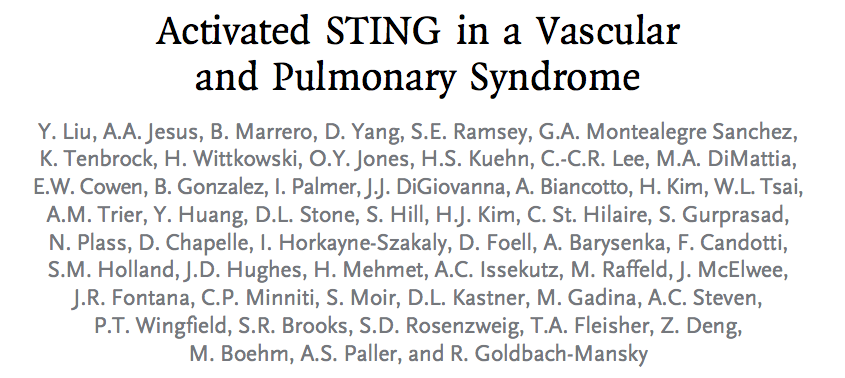 Activated STING in a Vascular
and Pulmonary Syndrome
Y. Liu, A.A. Jesus, B. Marrero, D. Yang, S.E. Ramsey, G.A. Montealegre Sanchez,
K. Tenbrock, H. Wittkowski, O.Y. Jones, H.S. Kuehn, C.-C.R. Lee, M.A. DiMattia,
E.W. Cowen, B. Gonzalez, I. Palmer, J.J. DiGiovanna, A. Biancotto, H. Kim, W.L. Tsai,
A.M. Trier, Y. Huang, D.L. Stone, S. Hill, H.J. Kim, C. St. Hilaire, S. Gurprasad,
N. Plass, D. Chapelle, I. Horkayne-Szakaly, D. Foell, A. Barysenka, F. Candotti,
S.M. Holland, J.D. Hughes, H. Mehmet, A.C. Issekutz, M. Raffeld, J. McElwee,
J.R. Fontana, C.P. Minniti, S. Moir, D.L. Kastner, M. Gadina, A.C. Steven,
P.T. Wingfield, S.R. Brooks, S.D. Rosenzweig, T.A. Fleisher, Z. Deng,
M. Boehm, A.S. Paller, and R. Goldbach-Mansky